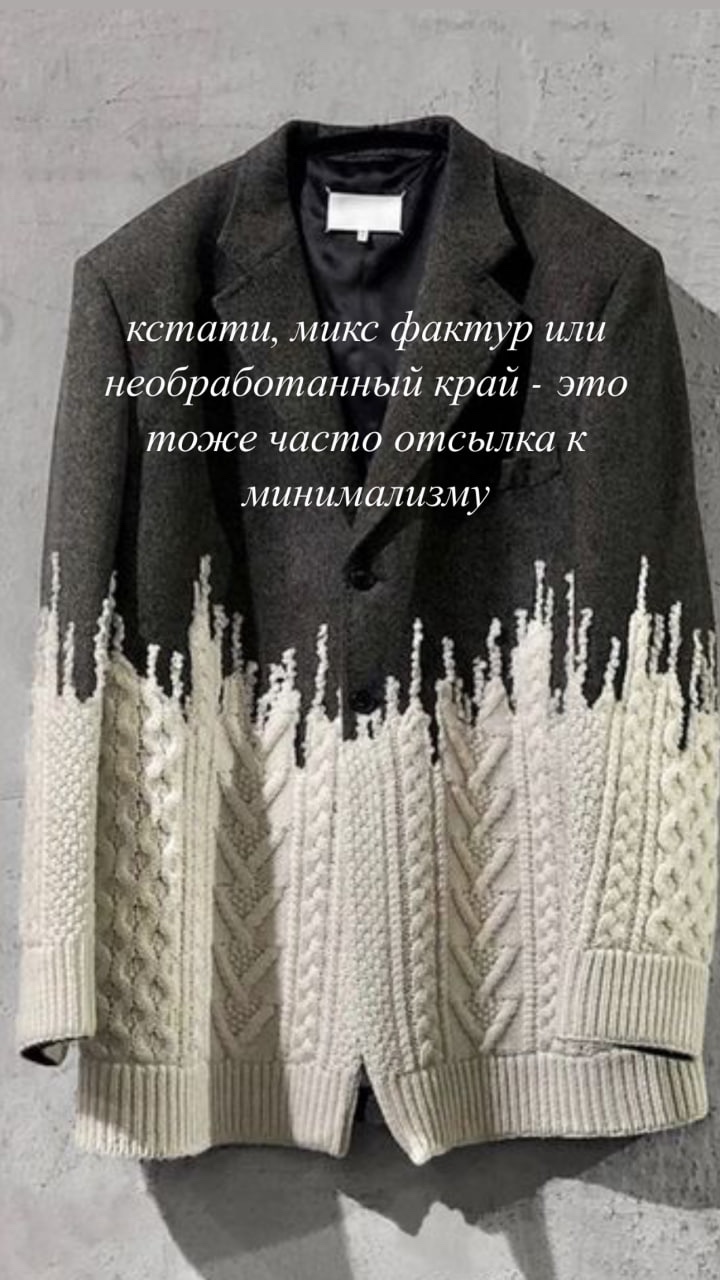 кстати, микс фактур или
необработанный край - это
тоже часто отсылка к
минимализму